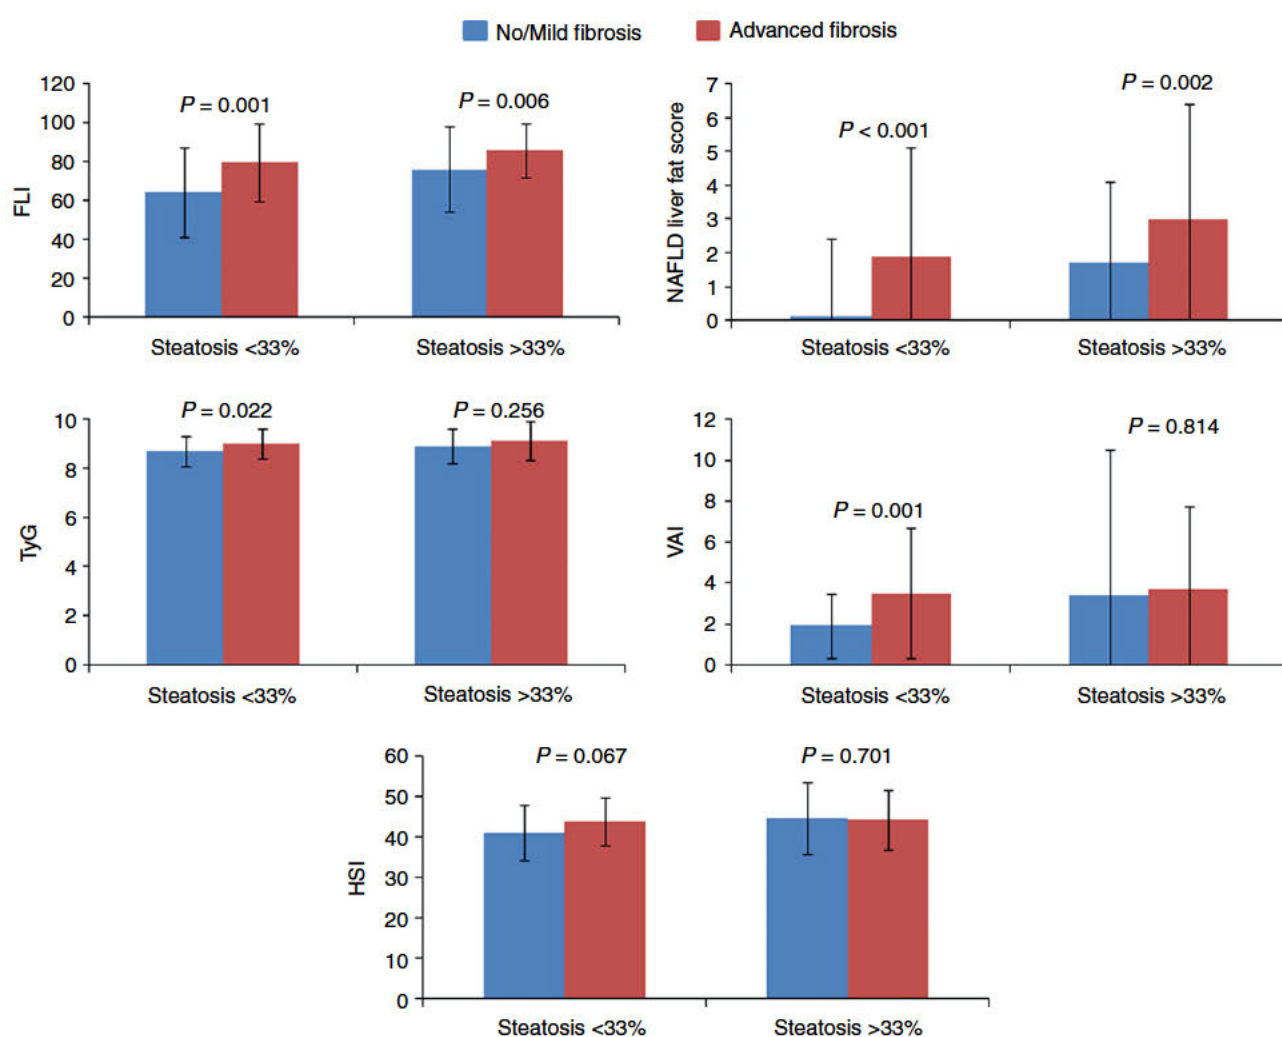 No/Mild fibrosis Advanced fibrosis
FLI
120
100
80
60
40
20
0
P = 0.001
P = 0.006
Steatosis <33%
Steatosis >33%
NAFLD liver fat score
7
6
5
4
3
2
1
0
P < 0.001
P = 0.002
Steatosis <33%
Steatosis >33%
TyG
10
8
6
4
2
0
P = 0.022
P = 0.256
Steatosis <33%
Steatosis >33%
VAI
12
10
8
6
4
2
0
P = 0.001
P = 0.814
Steatosis <33%
Steatosis >33%
HSI
60
50
40
30
20
10
0
P = 0.067
P = 0.701
Steatosis <33%
Steatosis >33%